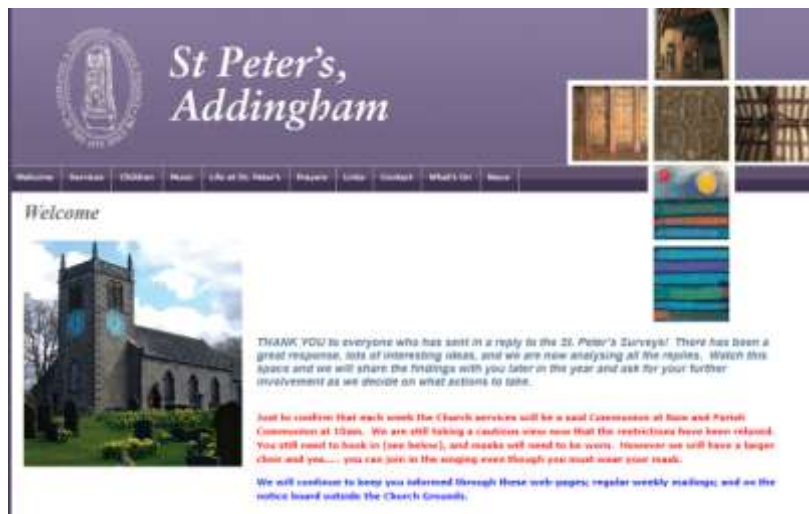 St Peter's,
Addingham
Welcome Services Children Music Life at St. Peter's Prayers Links Contact What's On News
Welcome
THANK YOU to everyone who has sent in a reply to the St. Peter's Surveys! There has been a
great response, lots of interesting ideas, and we are now analysing all the replies. Watch this
space and we will share the findings with you later in the year and ask for your further
involvement as we decide on what actions to take.
Just to confirm that each week the Church services will be a said Communion at 8am and Parish
Communion at 10am. We are still taking a cautious view now that the restrictions have been relaxed.
You still need to book in (see below), and masks will need to be worn. However we will have a larger
choir and yes.... you can join in the singing even though you must wear your mask.
We will continue to keep you informed through these web pages; regular weekly mailings; and on the
notice board outside the Church Grounds.